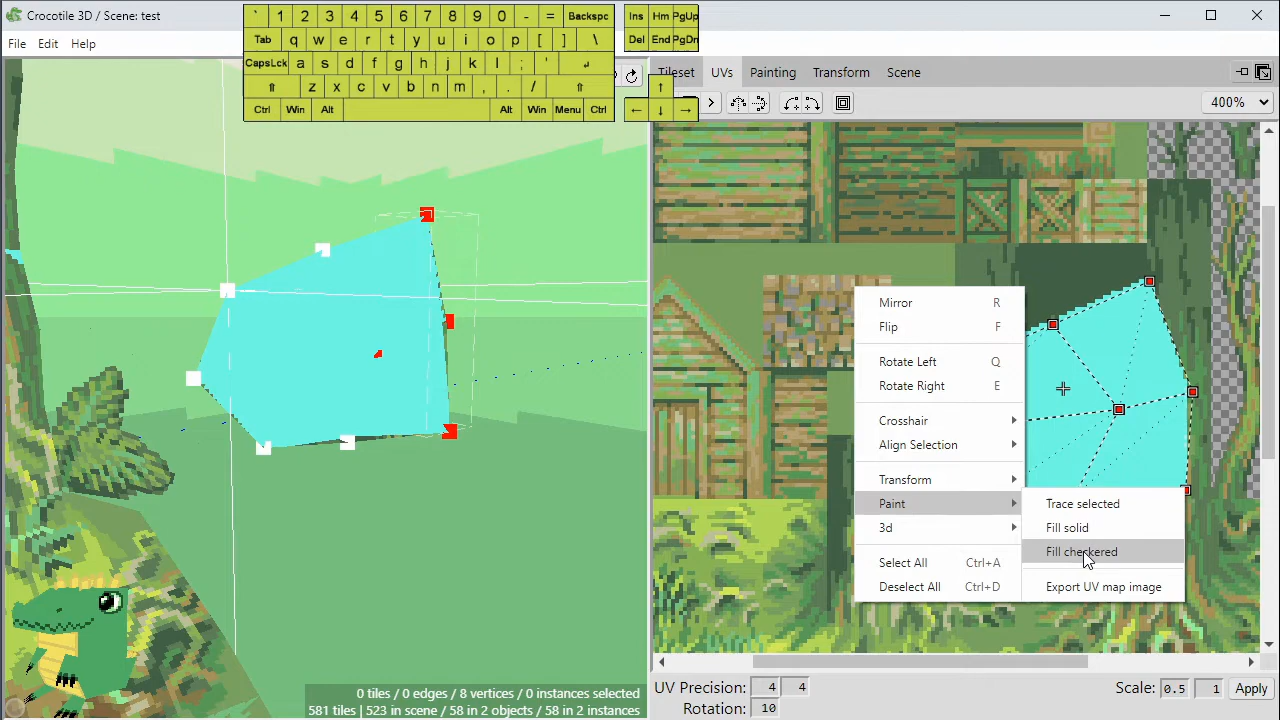 Crocotile 3D / Scene: test
File Edit Help
` 1 2 3 4 5 6 7 8 9 0 - = Backspc
Tab q w e r t y u i o p [ ] \
CapsLck a s d f g h j k l ; ' ↲
⇧ z x c v b n m , . / ⇧
Ctrl Win Alt Alt Win Menu Ctrl
Ins Hm PgUp
Del End PgDn
↑
← ↓ →
Tileset UVs Painting Transform Scene
400%
Mirror R
Flip F
Rotate Left Q
Rotate Right E
Crosshair
Align Selection
Transform
Paint
3d
Select All Ctrl+A
Deselect All Ctrl+D
Trace selected
Fill solid
Fill checkered
Export UV map image
0 tiles / 0 edges / 8 vertices / 0 instances selected
581 tiles | 523 in scene / 58 in 2 objects / 58 in 2 instances
UV Precision: 4 4
Rotation: 10
Scale: 0.5 1 Apply